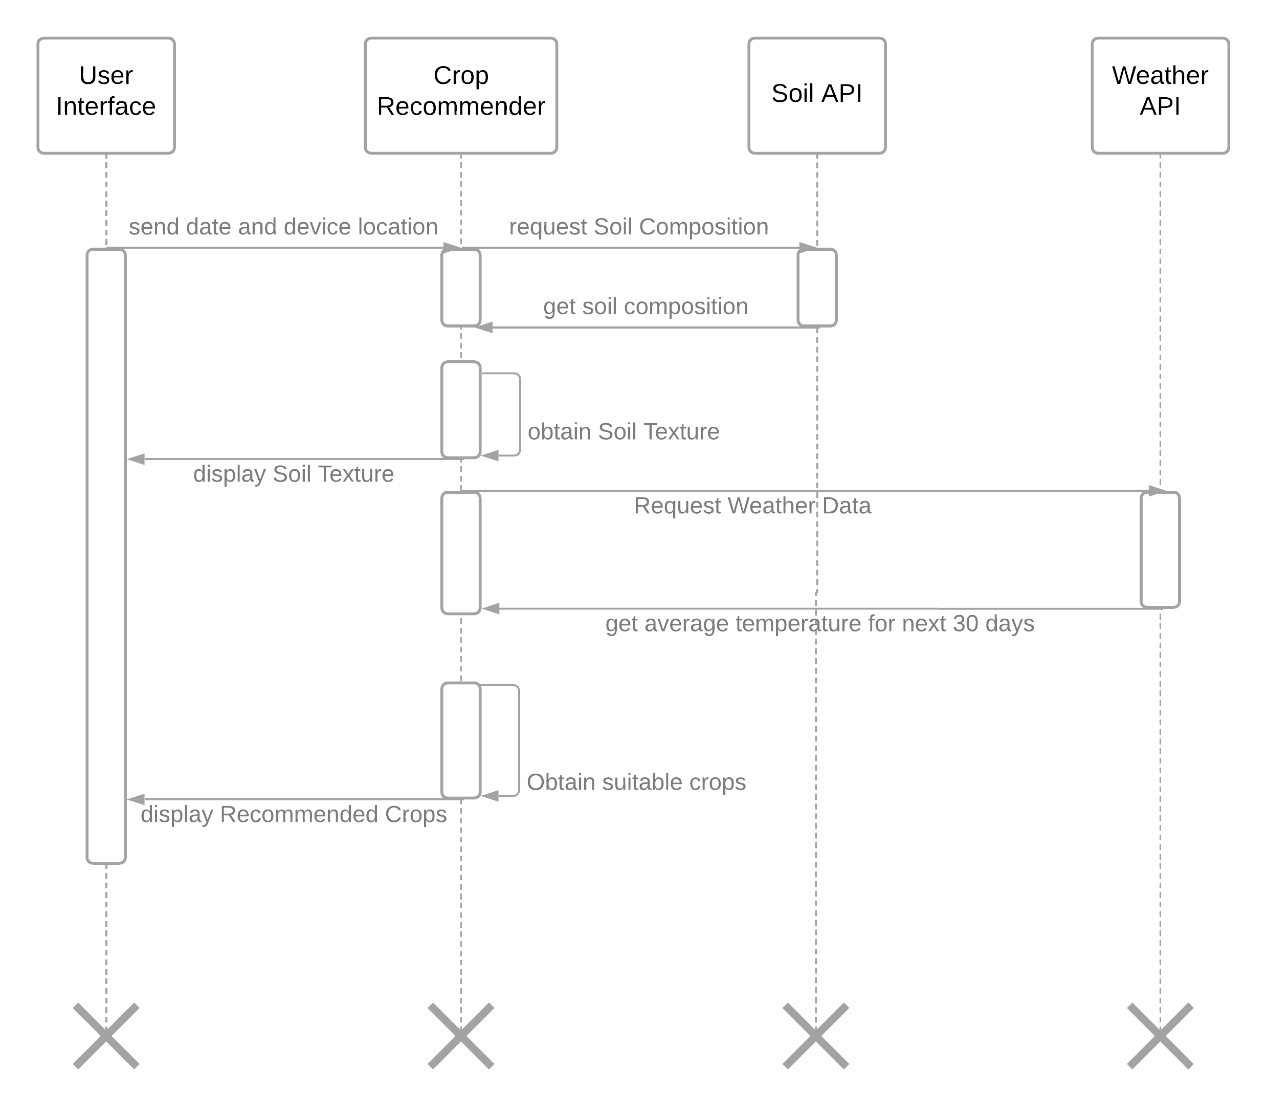 User
Interface
Crop
Recommender
Soil API
Weather
API
send date and device location
request Soil Composition
get soil composition
obtain Soil Texture
display Soil Texture
Request Weather Data
get average temperature for next 30 days
Obtain suitable crops
display Recommended Crops